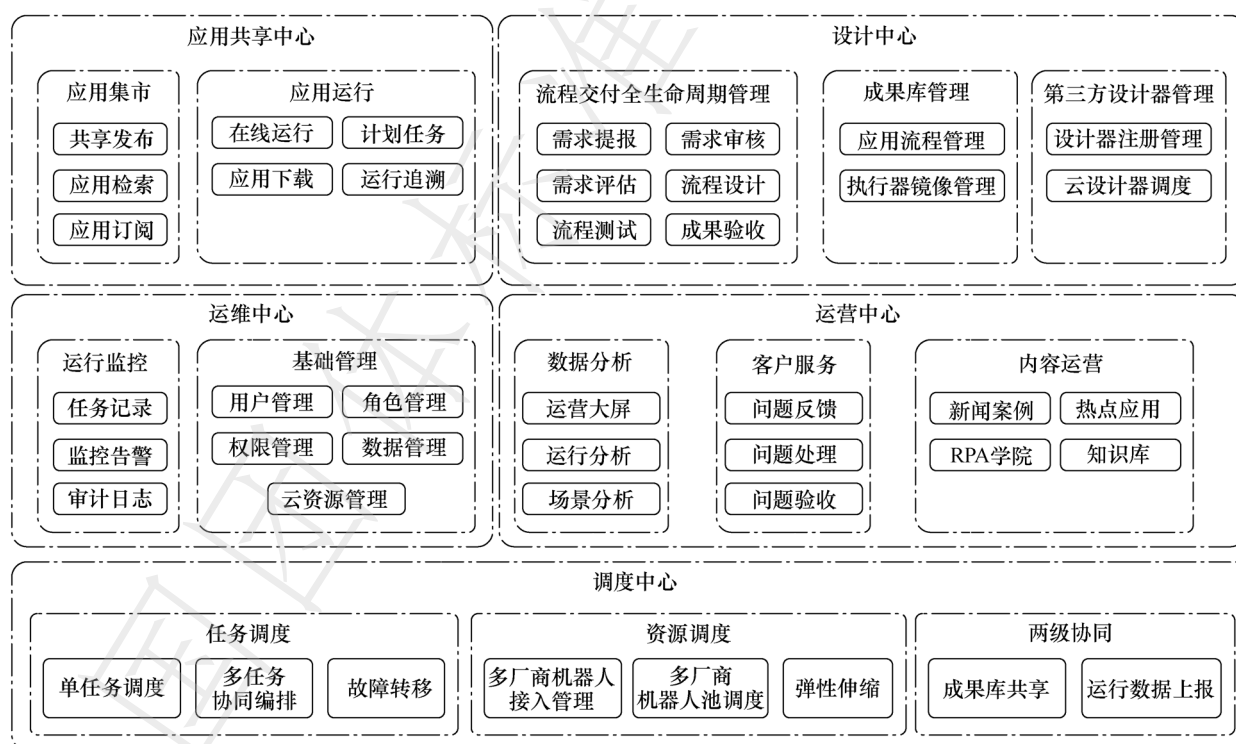 应用共享中心
应用集市
共享发布
应用检索
应用订阅
应用运行
在线运行
计划任务
应用下载
运行追溯
设计中心
流程交付全生命周期管理
需求提报
需求审核
需求评估
流程设计
流程测试
成果验收
成果库管理
应用流程管理
执行器镜像管理
第三方设计器管理
设计器注册管理
云设计器调度
运维中心
运行监控
任务记录
监控告警
审计日志
基础管理
用户管理
角色管理
权限管理
数据管理
云资源管理
运营中心
数据分析
运营大屏
运行分析
场景分析
客户服务
问题反馈
问题处理
问题验收
内容运营
新闻案例
热点应用
RPA学院
知识库
调度中心
任务调度
单任务调度
多任务
协同编排
故障转移
资源调度
多厂商机器人
接入管理
多厂商
机器人池调度
弹性伸缩
两级协同
成果库共享
运行数据上报
国团体标准